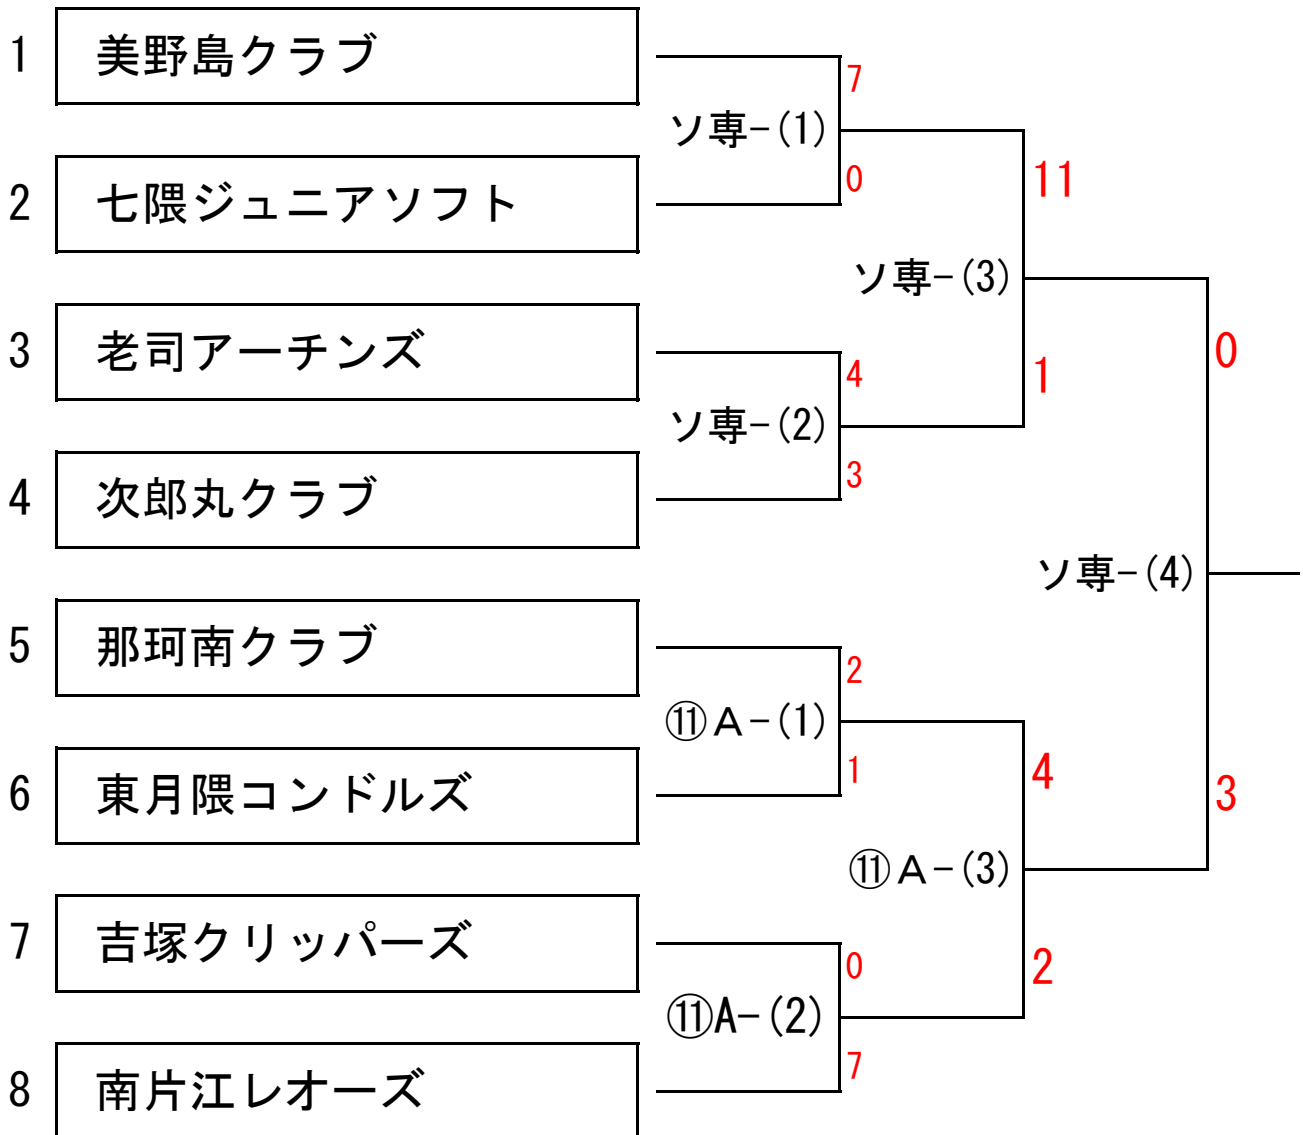 1 美野島クラブ
7
ソ専-(1)
0
2 七隈ジュニアソフト
11
ソ専-(3)
3 老司アーチンズ
4
1
0
ソ専-(2)
3
4 次郎丸クラブ
ソ専-(4)
5 那珂南クラブ
2
⑪A-(1)
1
6 東月隈コンドルズ
4
3
⑪A-(3)
7 吉塚クリッパーズ
0
2
⑪A-(2)
7
8 南片江レオーズ